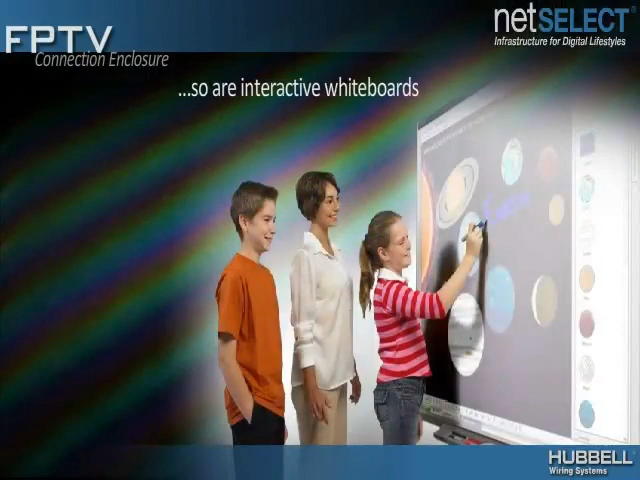 FPTV
Connection Enclosure
netSELECT®
Infrastructure for Digital Lifestyles
...so are interactive whiteboards
HUBBELL®
Wiring Systems